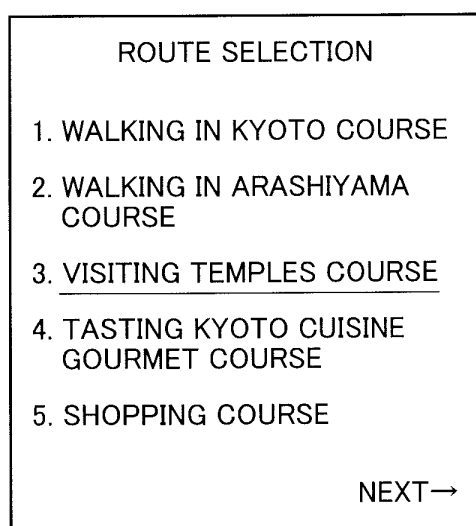 ROUTE SELECTION
1. WALKING IN KYOTO COURSE
2. WALKING IN ARASHIYAMA
COURSE
3. VISITING TEMPLES COURSE
4. TASTING KYOTO CUISINE
GOURMET COURSE
5. SHOPPING COURSE
NEXT→